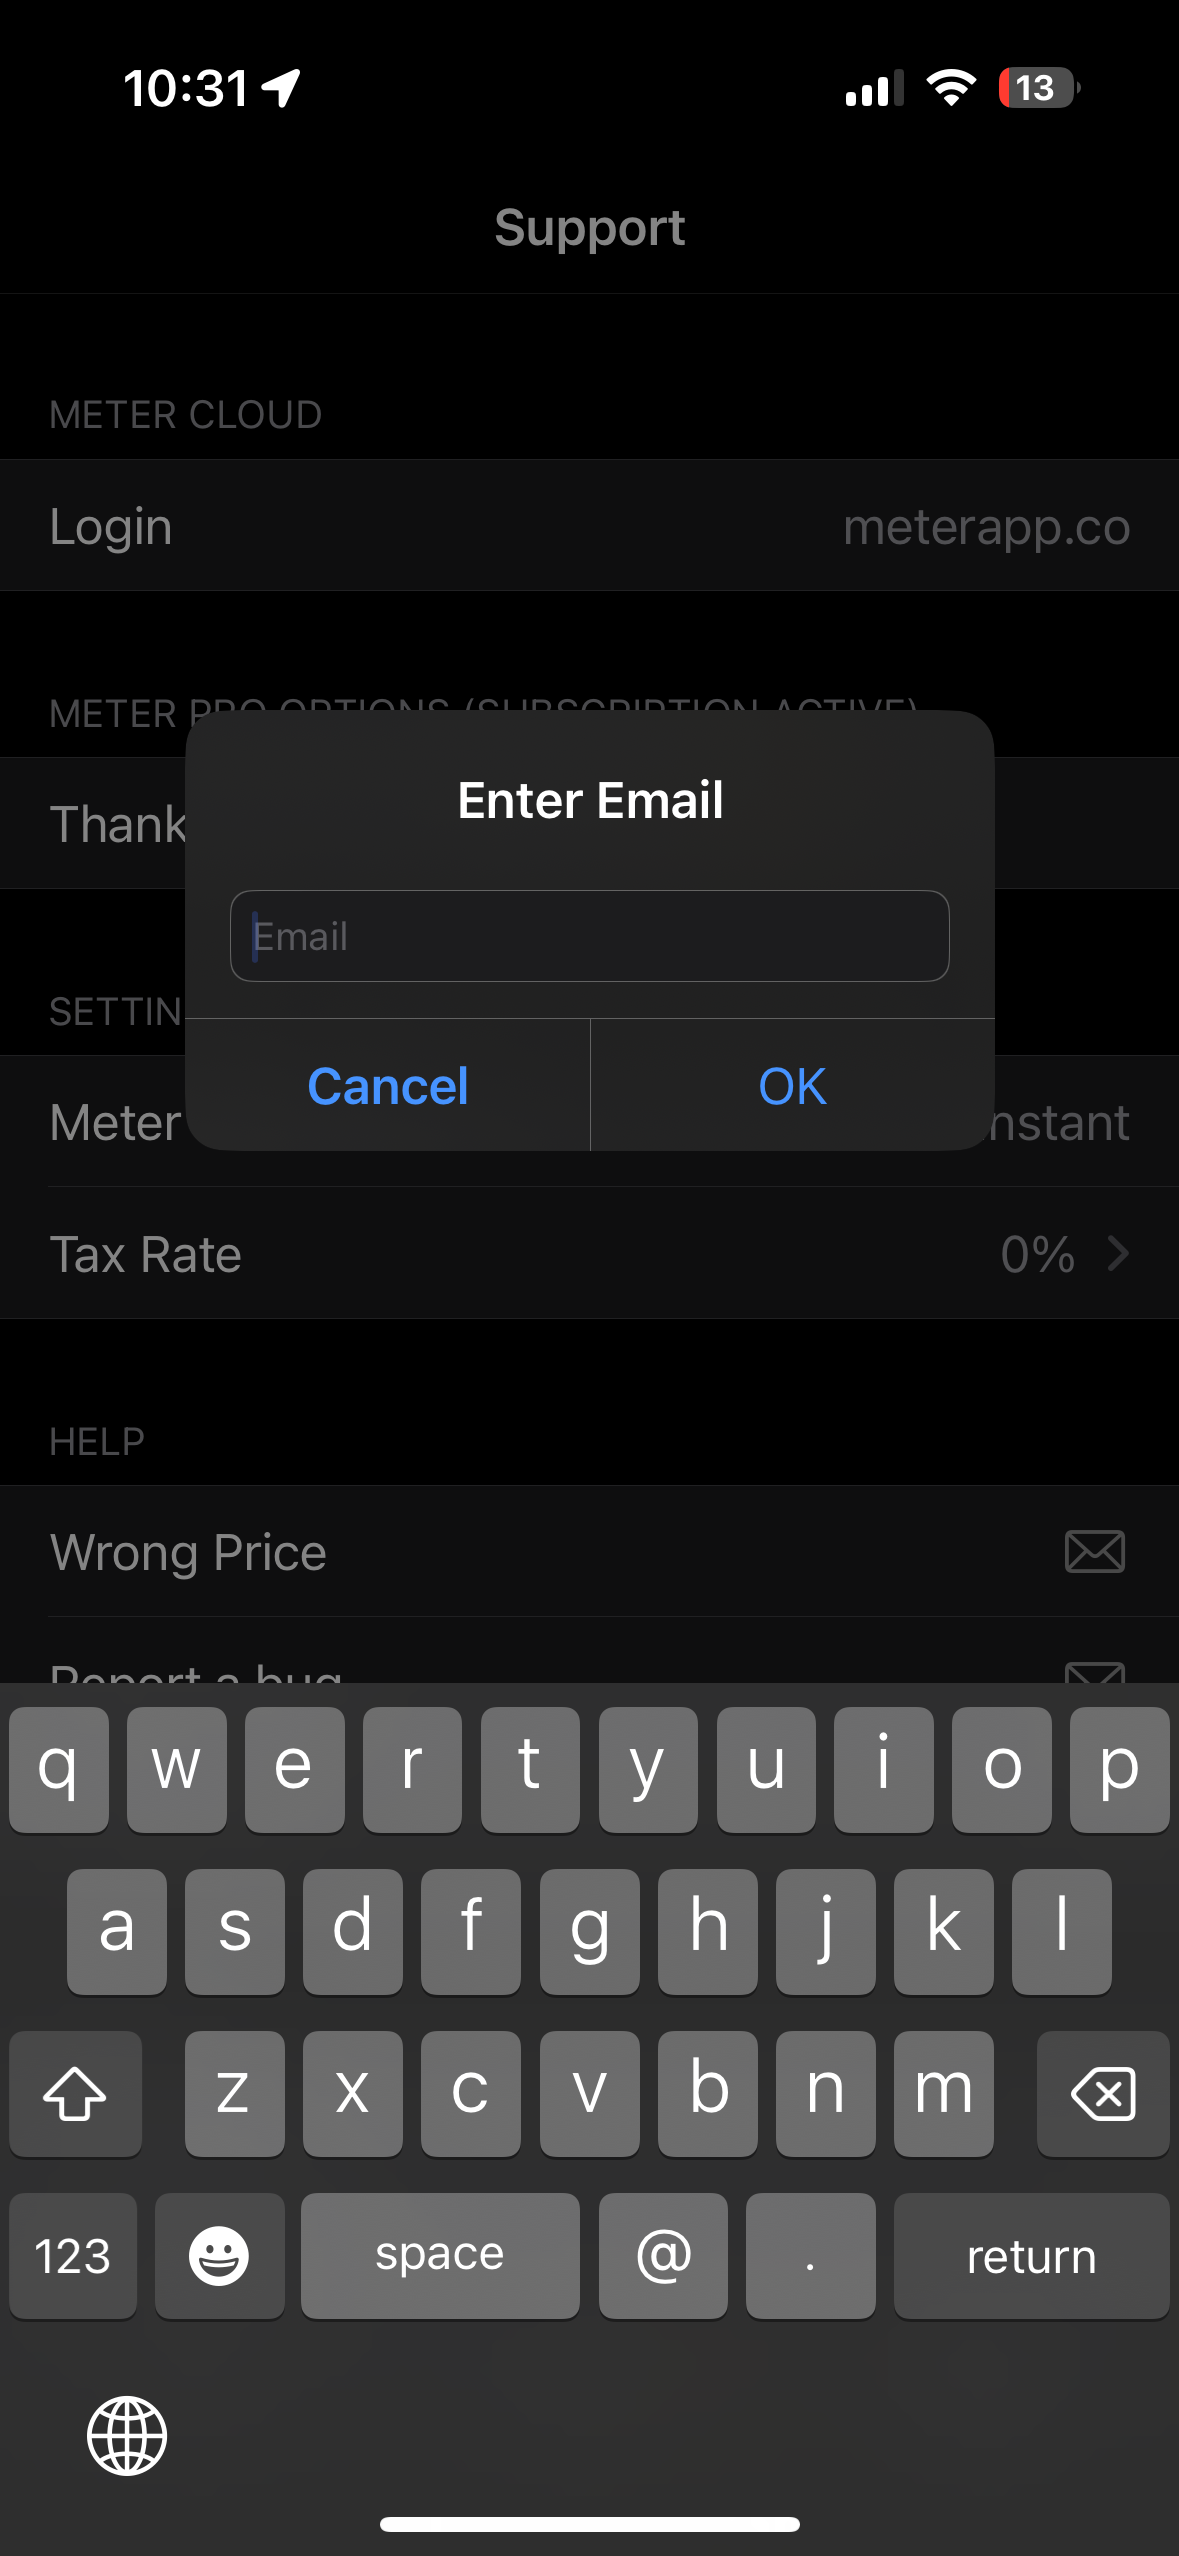 10:31
13
Support
METER CLOUD
Login meterapp.co
METER PRO OPTIONS (SUBSCRIPTION ACTIVE)
Thank
Enter Email
Email
SETTIN
Cancel OK
Meter nstant
Tax Rate 0%
HELP
Wrong Price
Report a bug
q w e r t y u i o p
a s d f g h j k l
z x c v b n m
123 space @ . return